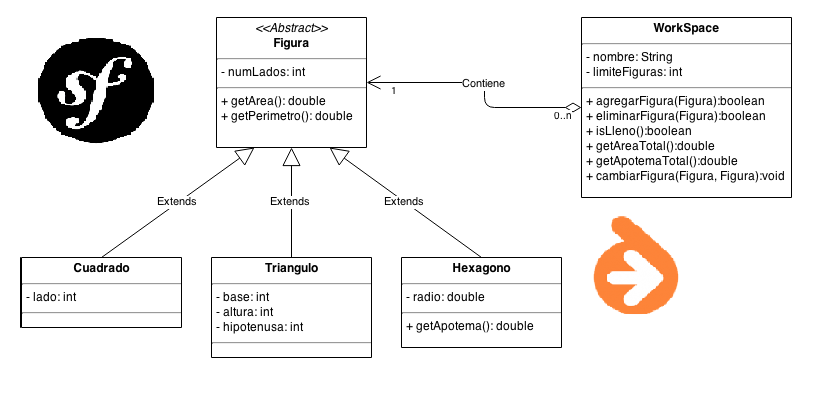 sf
<<Abstract>>
Figura
- numLados: int
+ getArea(): double
+ getPerimetro(): double
1
Contiene
0..n
WorkSpace
- nombre: String
- limiteFiguras: int
+ agregarFigura(Figura):boolean
+ eliminarFigura(Figura):boolean
+ isLleno():boolean
+ getAreaTotal():double
+ getApotemaTotal():double
+ cambiarFigura(Figura, Figura):void
Extends
Extends
Extends
Cuadrado
- lado: int
Triangulo
- base: int
- altura: int
- hipotenusa: int
Hexagono
- radio: double
+ getApotema(): double